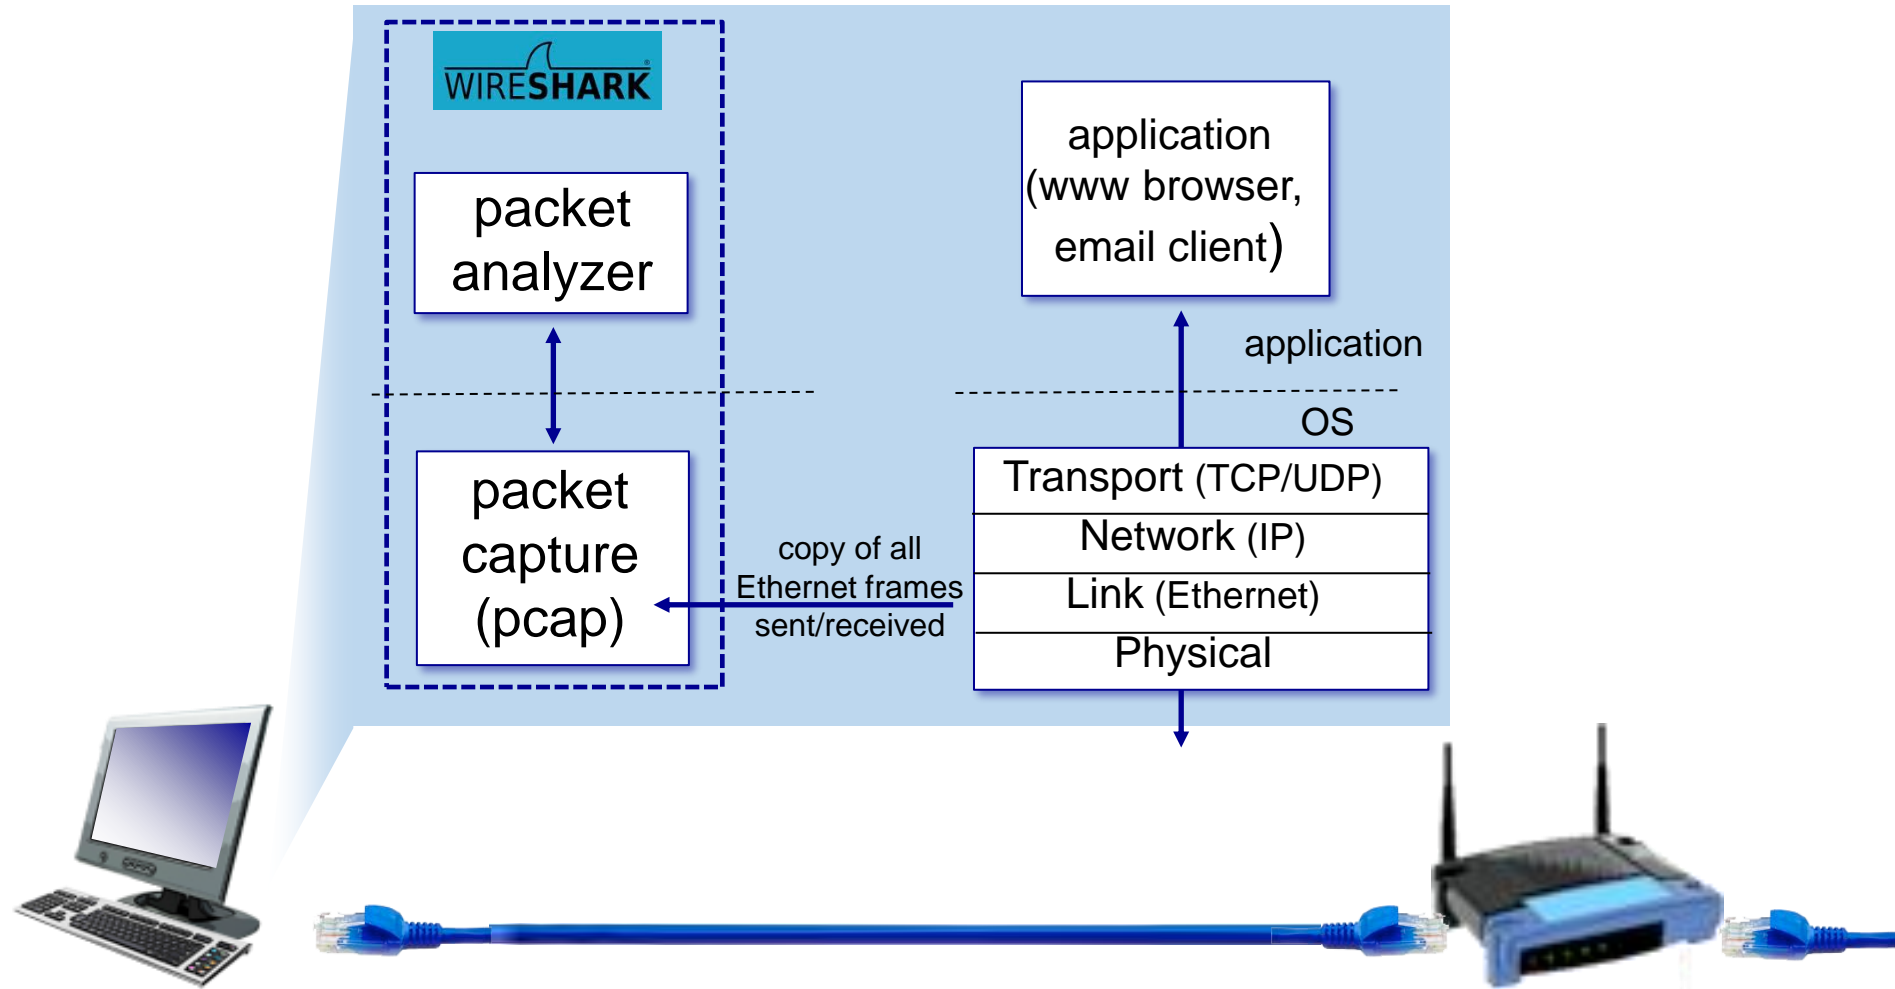 WIRESHARK®
packet
analyzer
packet
capture
(pcap)
copy of all
Ethernet frames
sent/received
application
(www browser,
email client)
application
OS
Transport (TCP/UDP)
Network (IP)
Link (Ethernet)
Physical